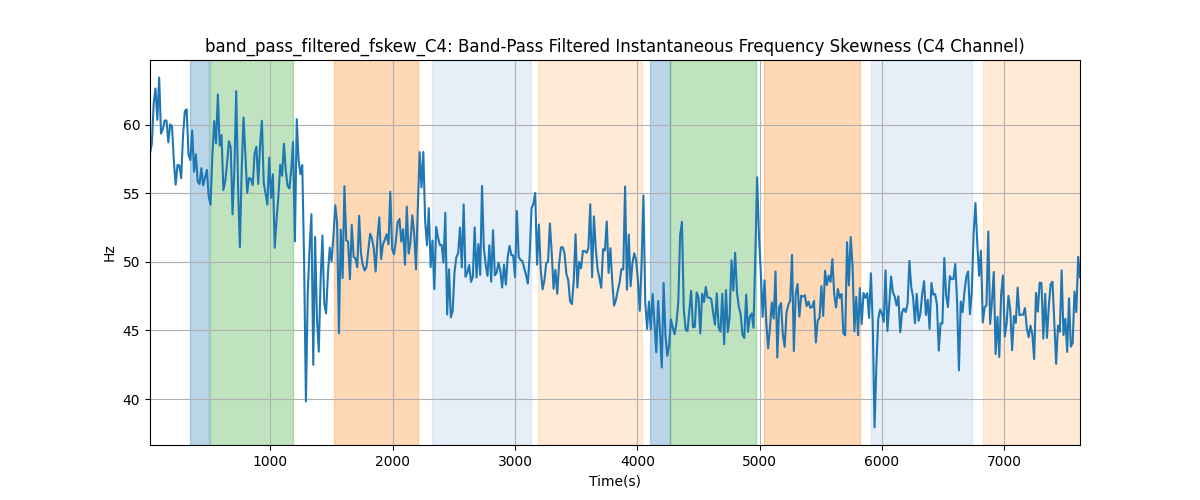 band_pass_filtered_fskew_C4: Band-Pass Filtered Instantaneous Frequency Skewness (C4 Channel)
60
55
50
45
40
Hz
1000 2000 3000 4000 5000 6000 7000
Time(s)